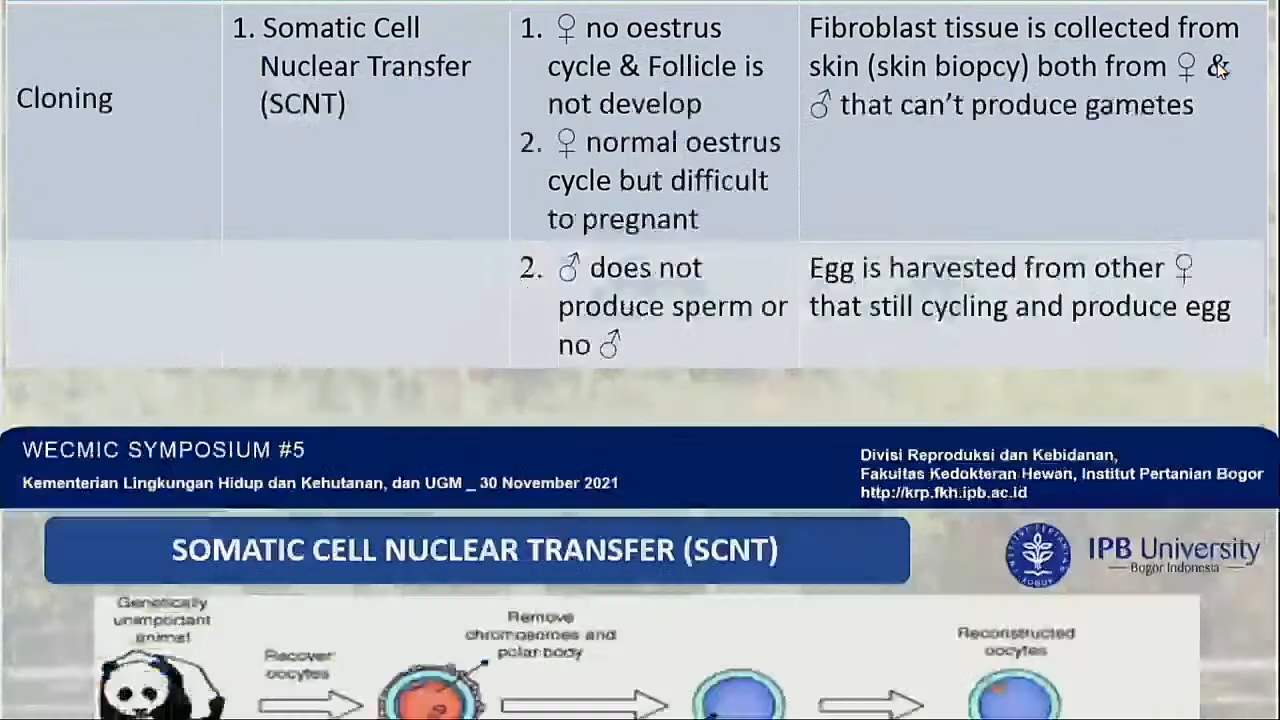 Cloning
1. Somatic Cell
Nuclear Transfer
(SCNT)
1. ♀ no oestrus
cycle & Follicle is
not develop
2. ♀ normal oestrus
cycle but difficult
to pregnant
Fibroblast tissue is collected from
skin (skin biopcy) both from ♀ &
♂ that can't produce gametes
2. ♂ does not
produce sperm or
no ♂
Egg is harvested from other ♀
that still cycling and produce egg
WECMIC SYMPOSIUM #5
Kementerian Lingkungan Hidup dan Kehutanan, dan UGM _ 30 November 2021
Divisi Reproduksi dan Kebidanan,
Fakultas Kedokteran Hewan, Institut Pertanian Bogor
http://krp.fkh.ipb.ac.id
SOMATIC CELL NUCLEAR TRANSFER (SCNT)
IPB University
Bogor Indonesia
Genetically
unimportant
animal
Recover
oocytes
Remove
chromosomes and
polar body
Reconstructed
oocytes